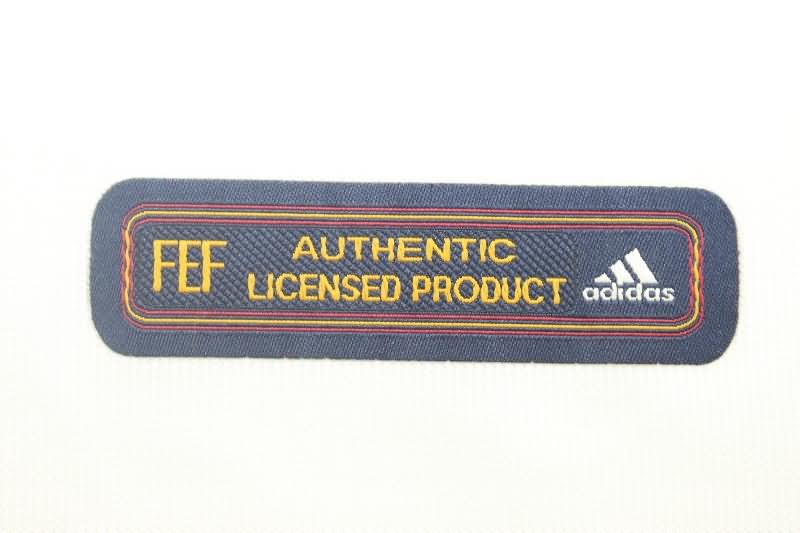 FEF
AUTHENTIC
LICENSED PRODUCT
adidas